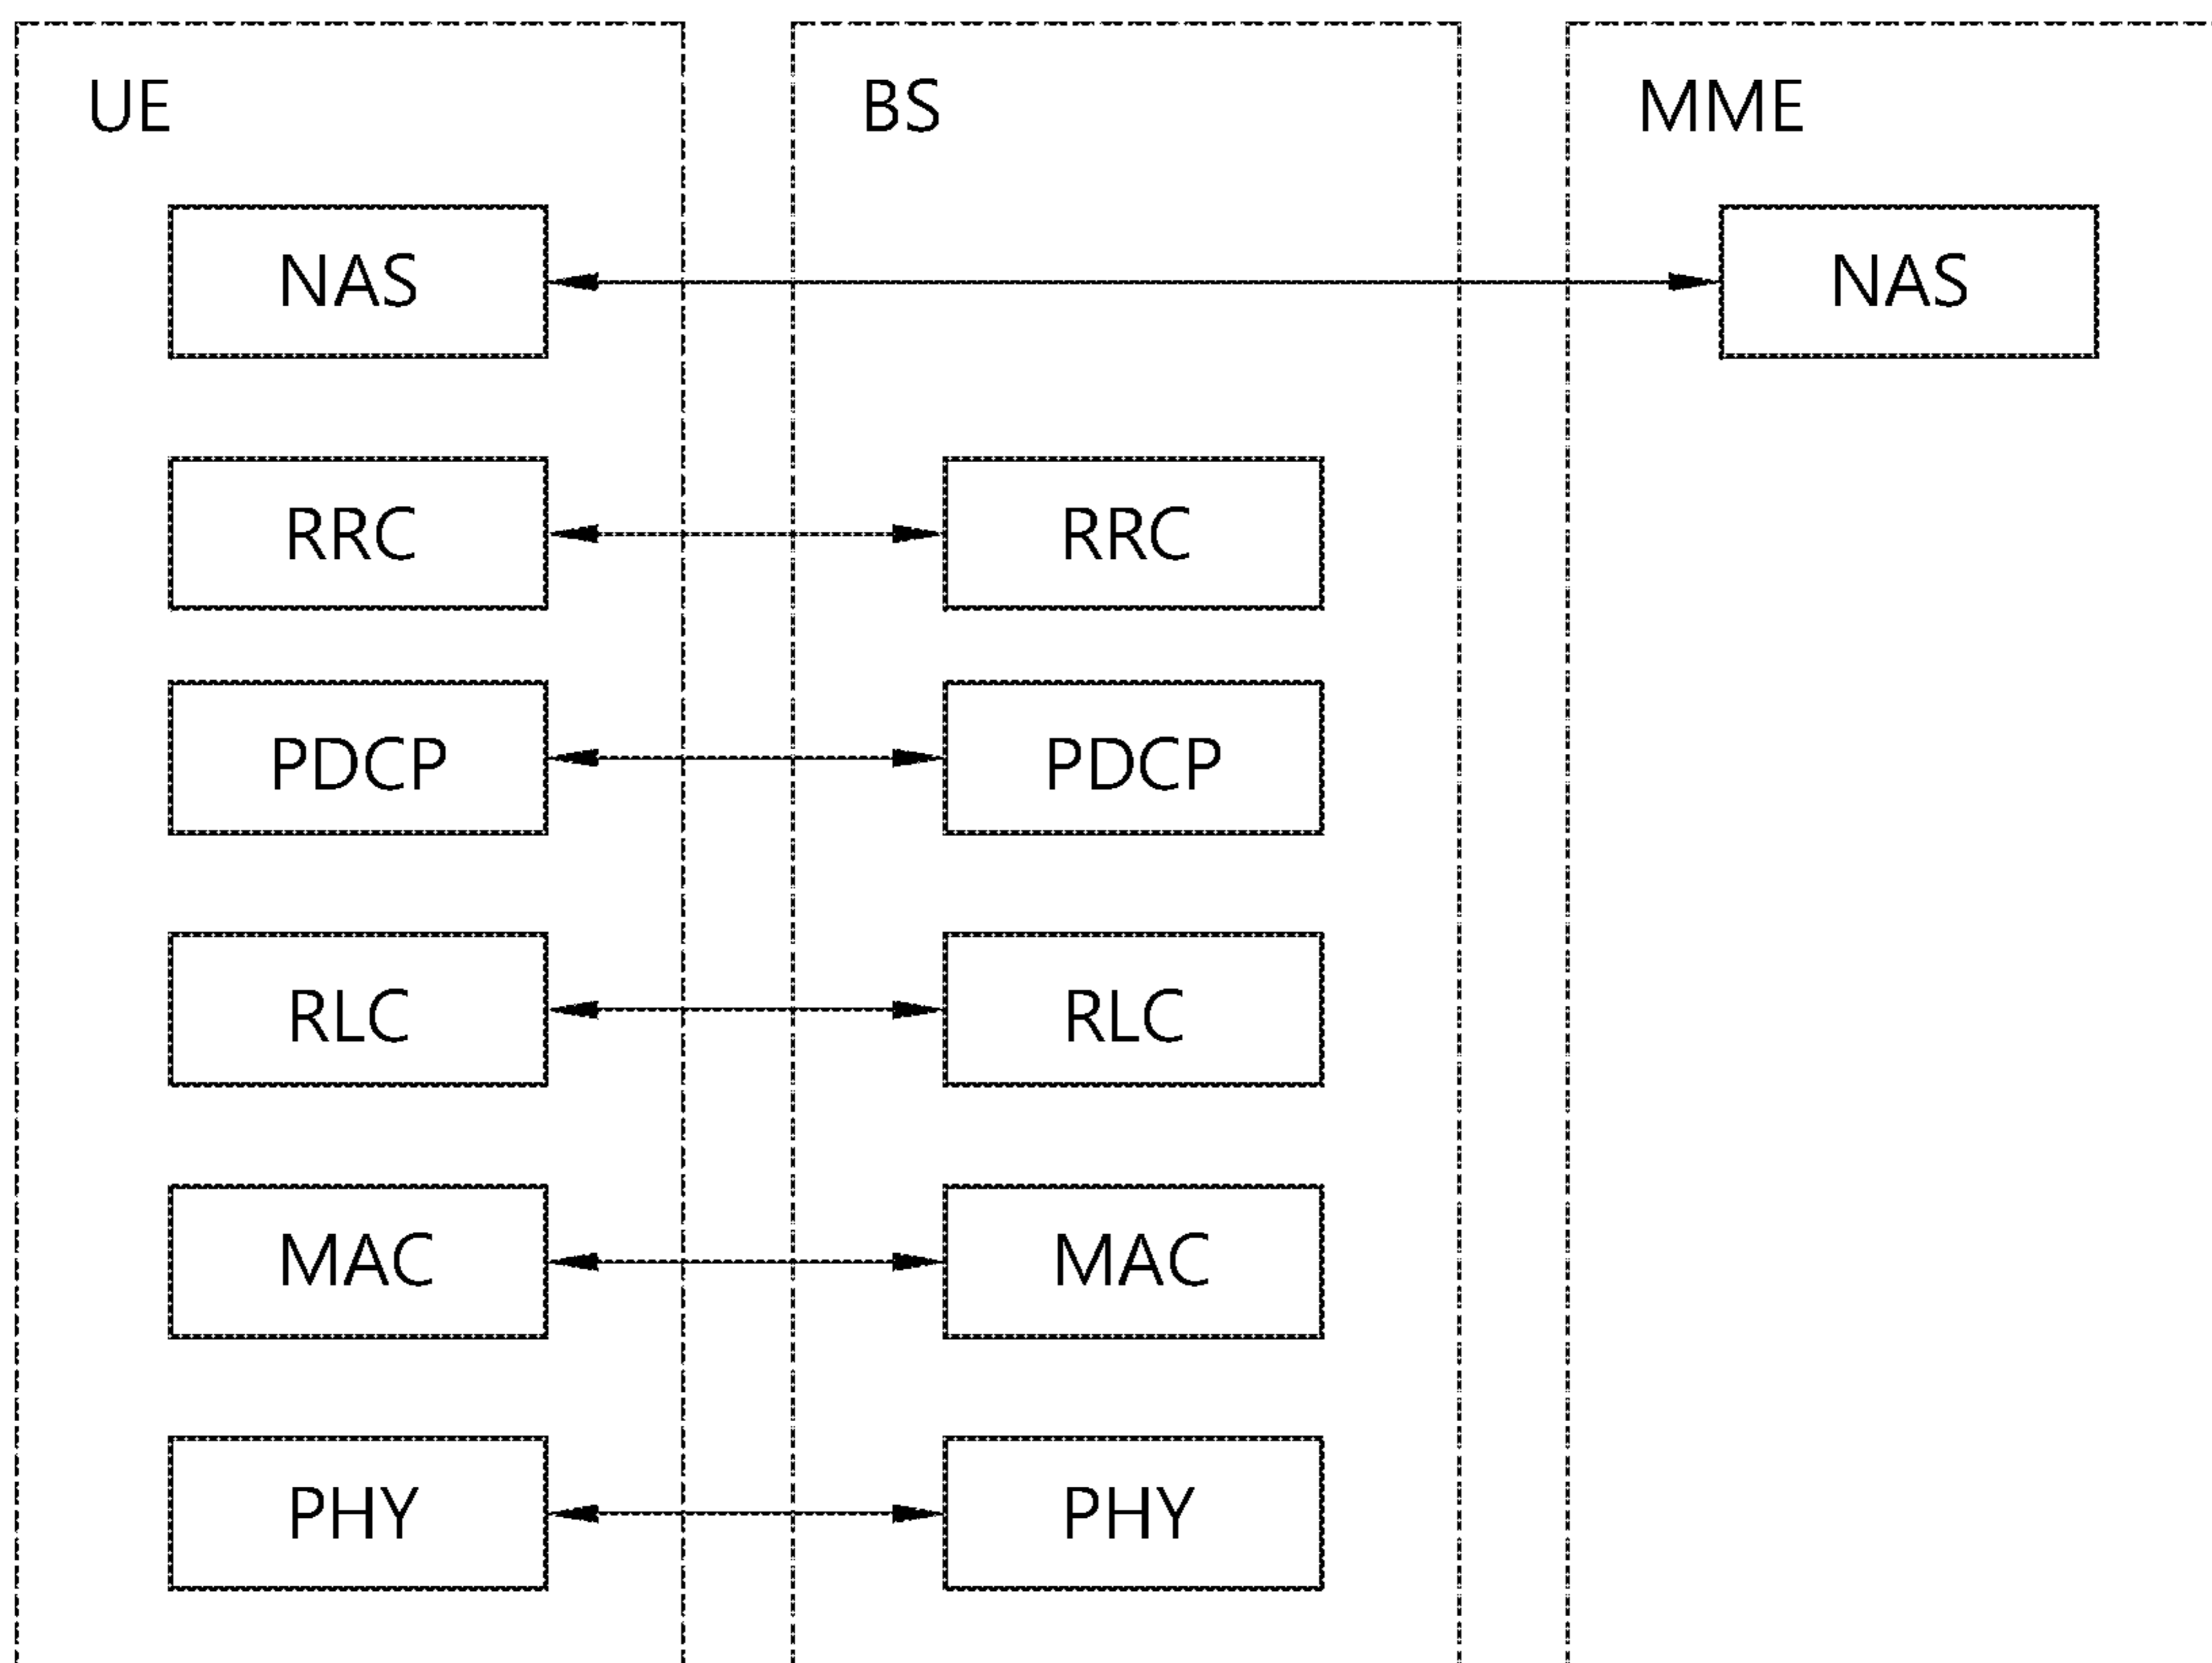 UE BS MME
NAS NAS
RRC RRC
PDCP PDCP
RLC RLC
MAC MAC
PHY PHY